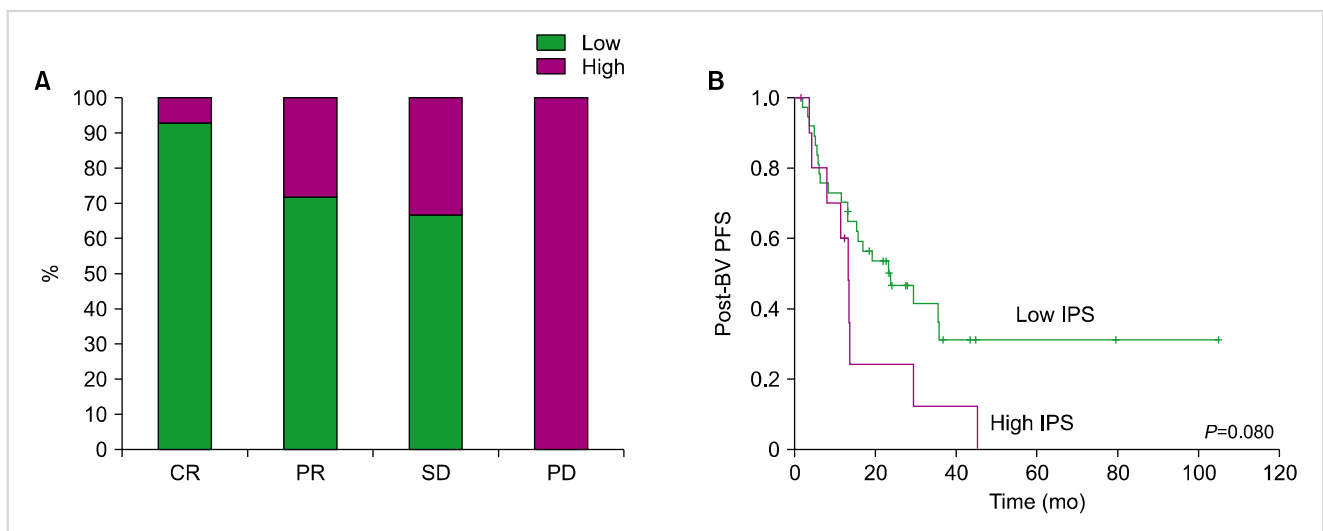 Low
High
A
100
90
80
70
60
50
40
30
20
10
0
%
CR PR SD PD
B
1.0
0.8
0.6
0.4
0.2
0
Post-BV PFS
Low IPS
High IPS
P=0.080
0 20 40 60 80 100 120
Time (mo)